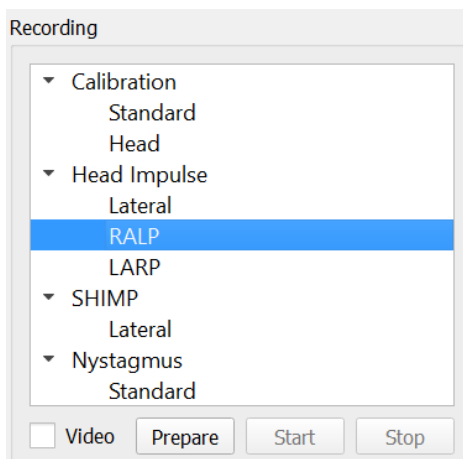 Recording
Calibration
Standard
Head
Head Impulse
Lateral
RALP
LARP
SHIMP
Lateral
Nystagmus
Standard
Video Prepare Start Stop